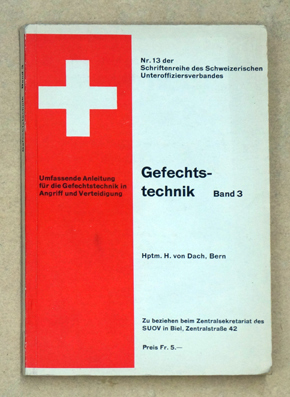 Nr. 13 der
Schriftenreihe des Schweizerischen
Unteroffiziersverbandes
Umfassende Anleitung
für die Gefechtstechnik in
Angriff und Verteidigung
Gefechts-
technik Band 3
Hptm. H. von Dach, Bern
Zu beziehen beim Zentralsekretariat des
SUOV in Biel, Zentralstraße 42
Preis Fr. 5.—